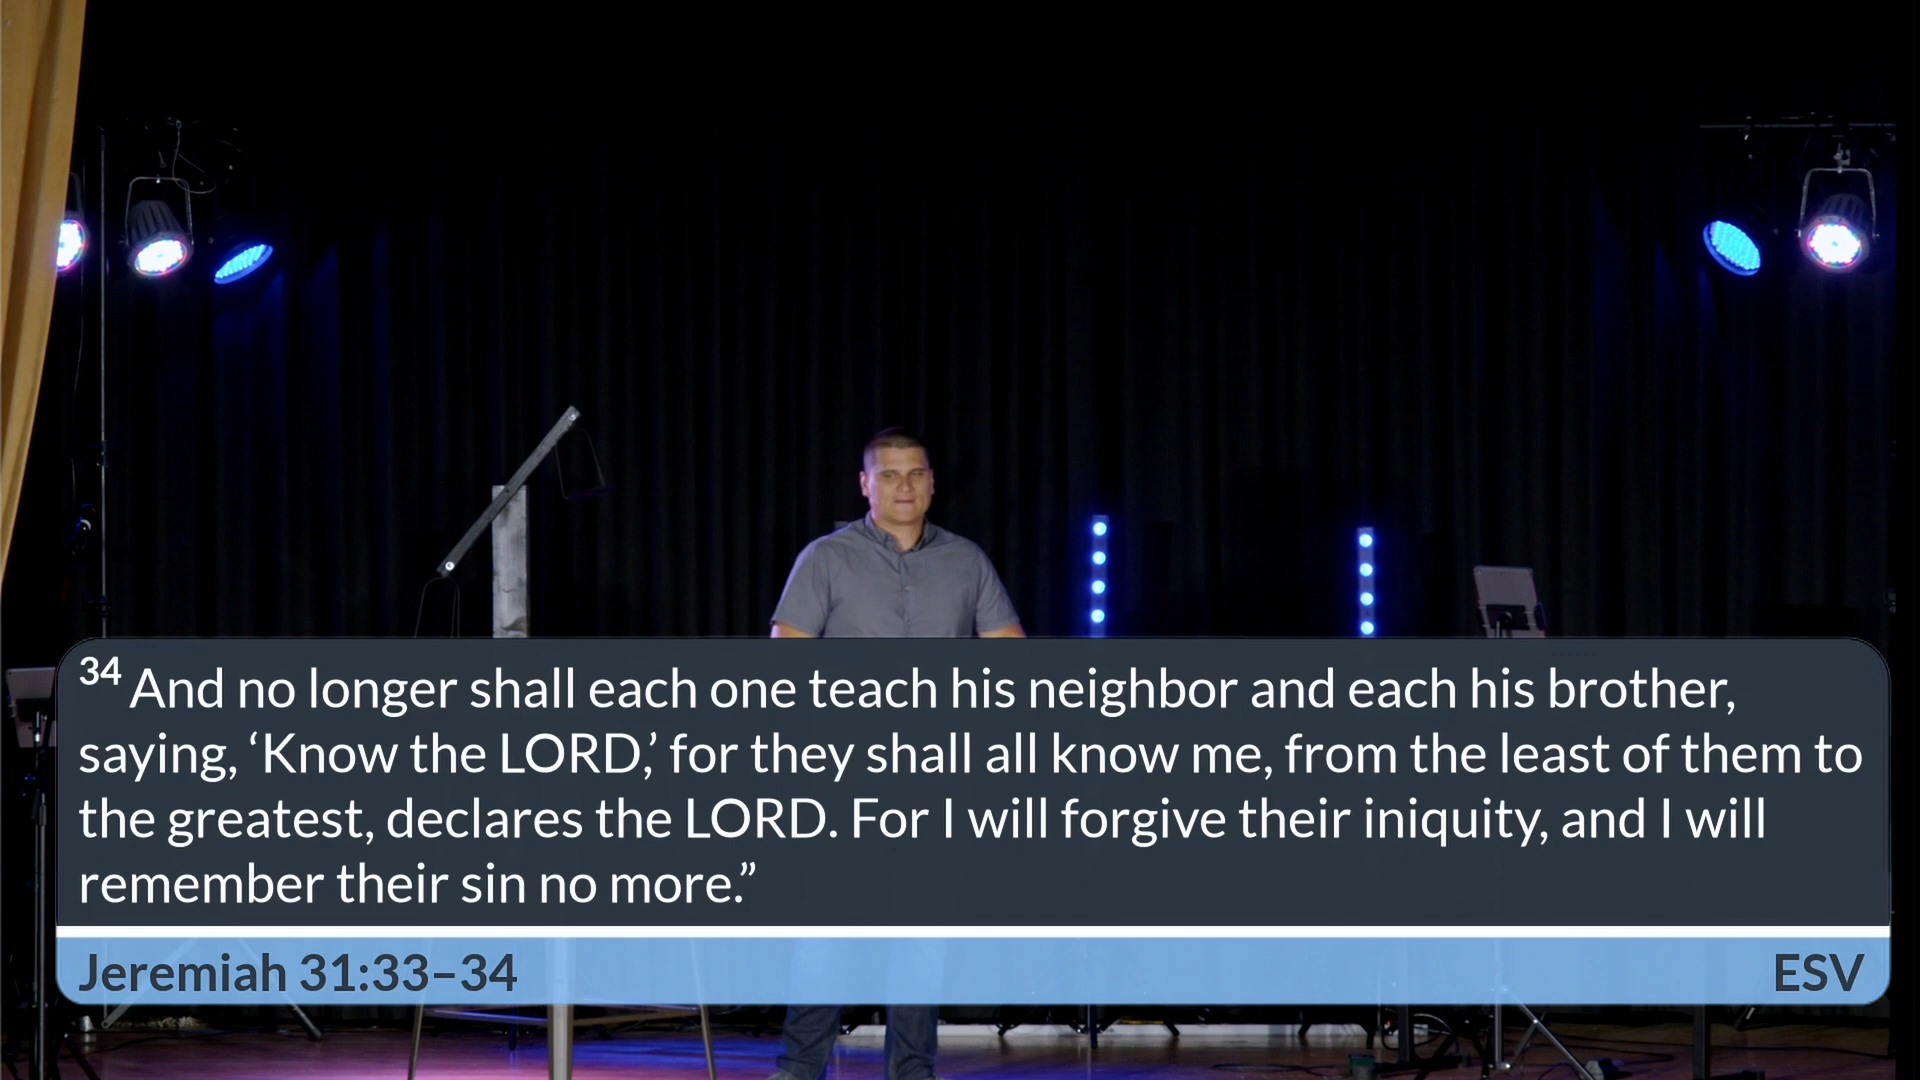 34 And no longer shall each one teach his neighbor and each his brother,
saying, ‘Know the LORD,’ for they shall all know me, from the least of them to
the greatest, declares the LORD. For I will forgive their iniquity, and I will
remember their sin no more.”
Jeremiah 31:33–34
ESV